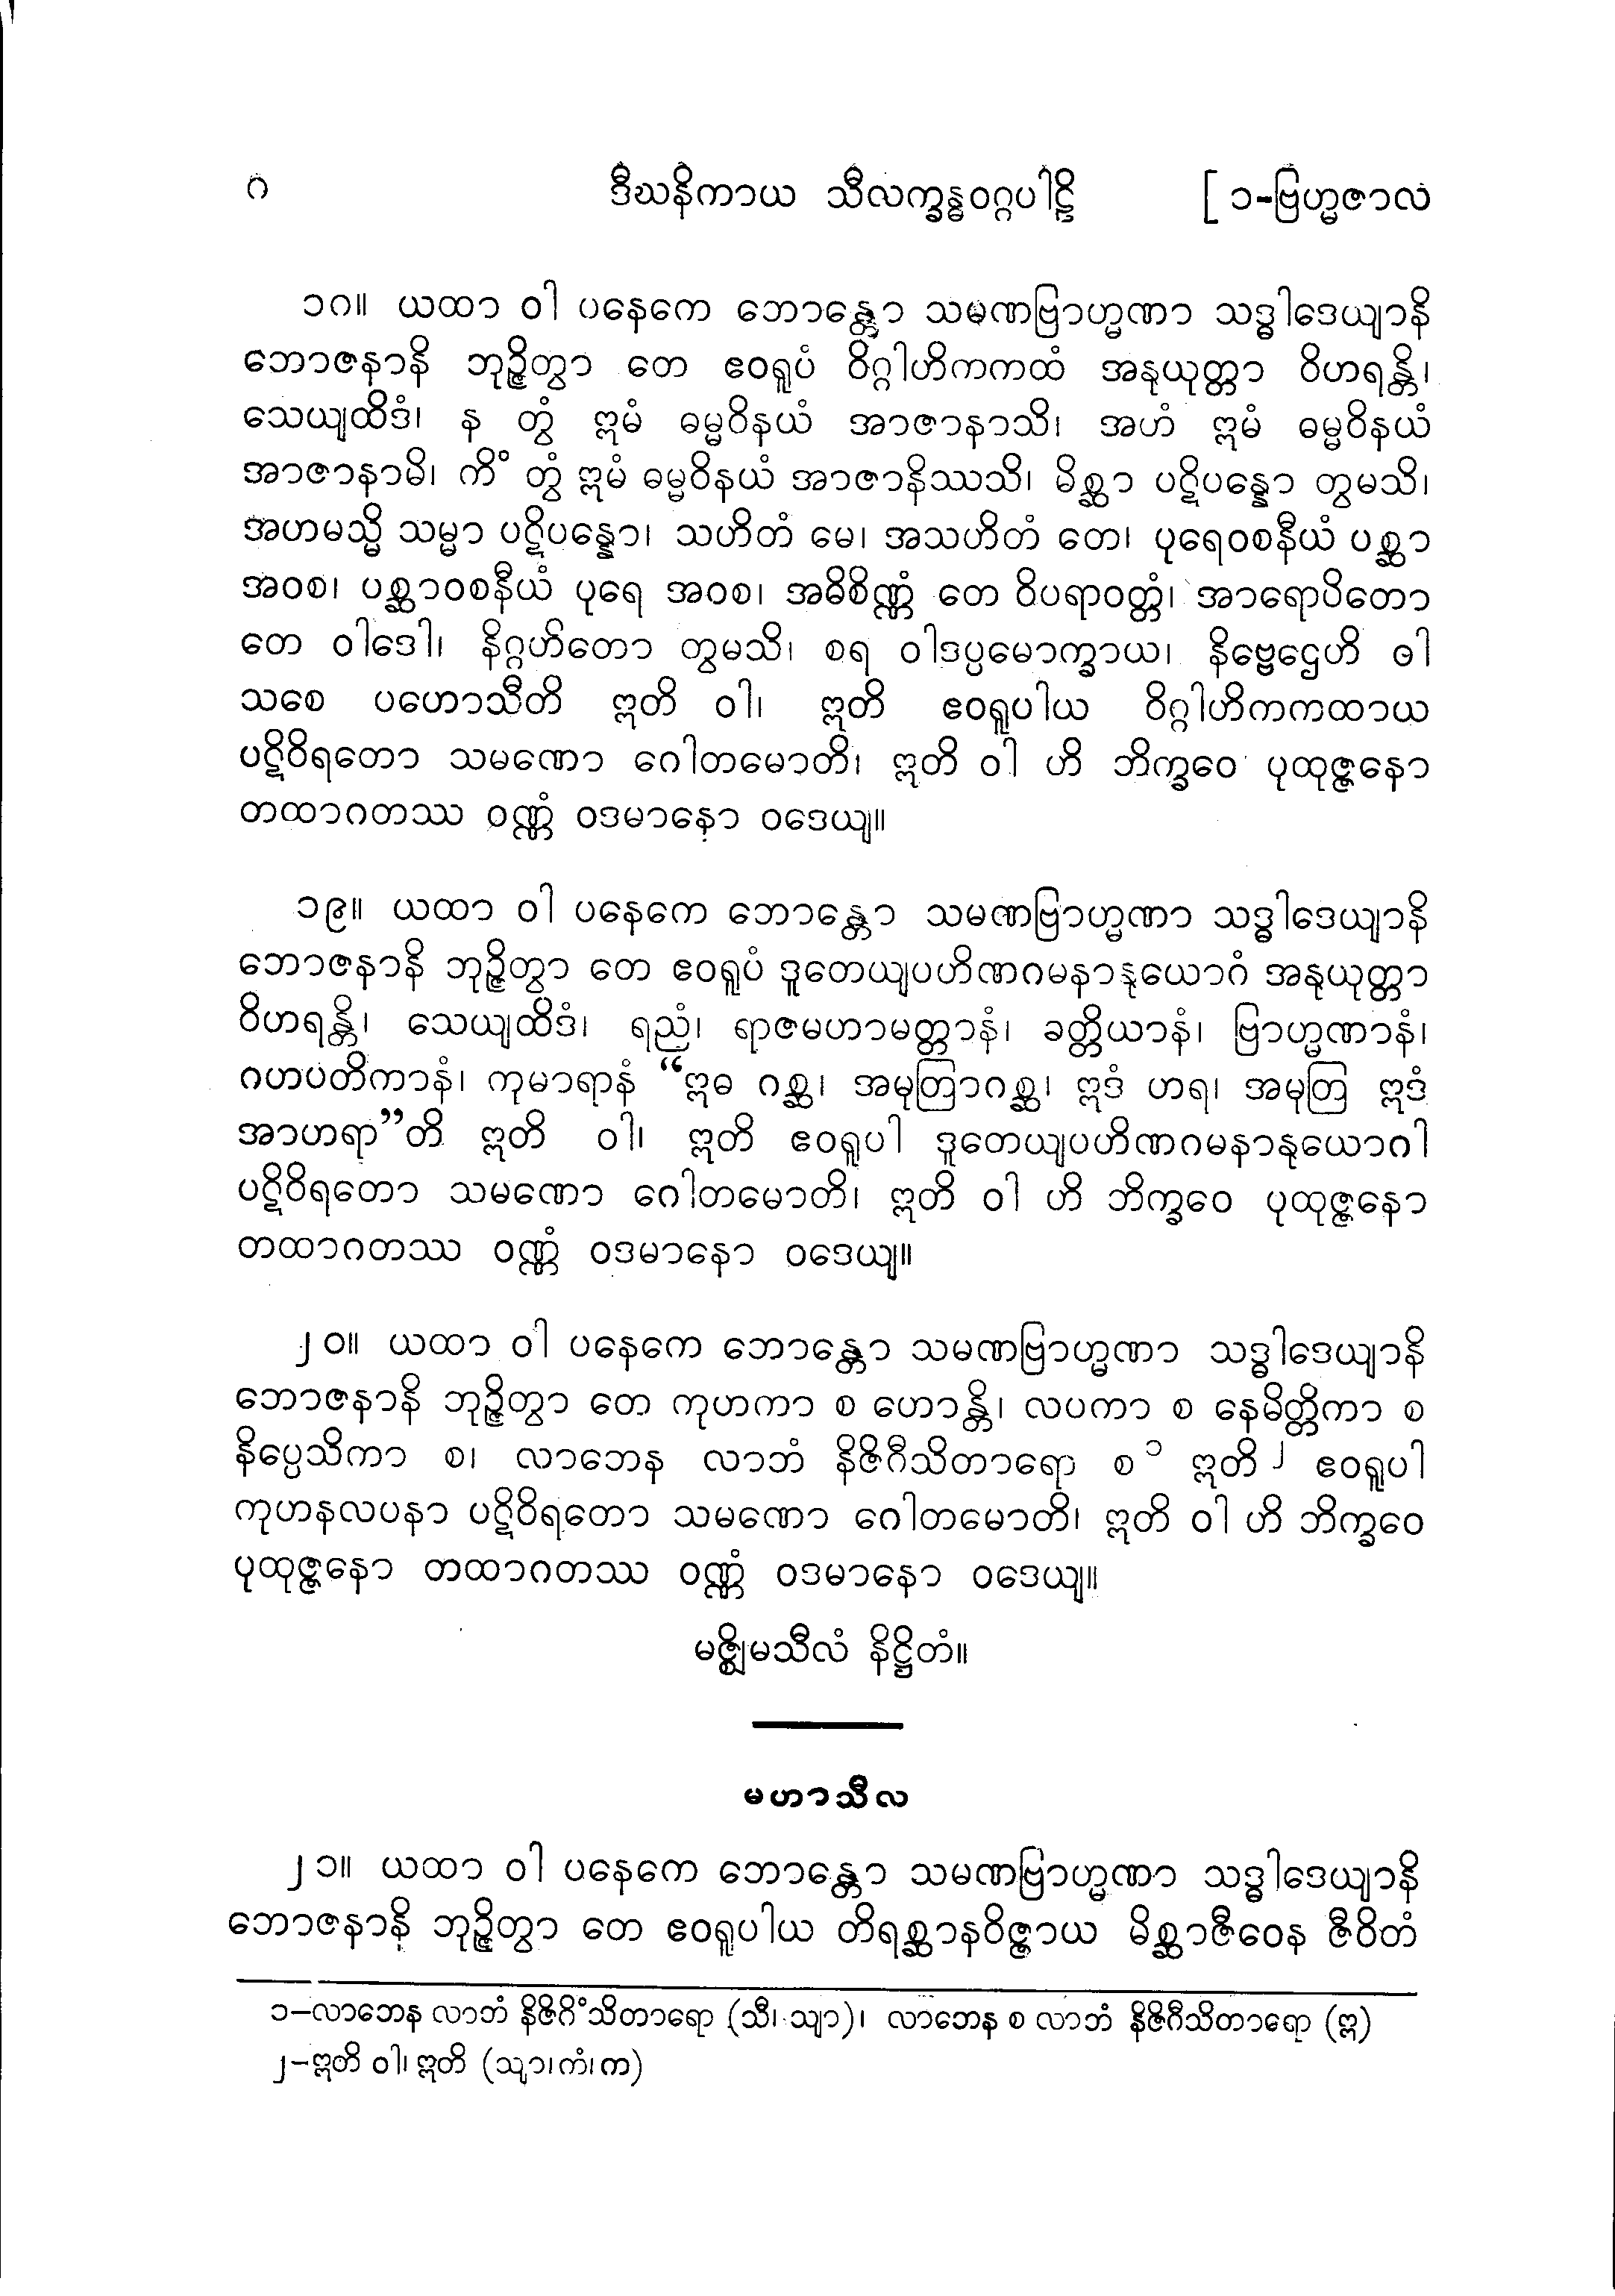 ၈ ဒီဃနိကာယ သီလက္ခန္ဓဝဂ္ဂပါဠိ [ ၁-ဗြဟ္မဇာလ
၁၈။ ယထာ ဝါ ပနေကေ ဘောန္တော သမဏဗြာဟ္မဏာ သဒ္ဓါဒေယျာနိ
ဘောဇနာနိ ဘုဉ္ဇိတွာ တေ ဧဝရူပံ ဝိဂ္ဂါဟိကကထံ အနုယုတ္တာ ဝိဟရန္တိ၊
သေယျထိဒံ၊ န တွံ ဣမံ ဓမ္မဝိနယံ အာဇာနာသိ၊ အဟံ ဣမံ ဓမ္မဝိနယံ
အာဇာနာမိ၊ ကိံ တွံ ဣမံ ဓမ္မဝိနယံ အာဇာနိဿသိ၊ မိစ္ဆာ ပဋိပန္နော တွမသိ၊
အဟမသ္မိ သမ္မာ ပဋိပန္နော၊ သဟိတံ မေ၊ အသဟိတံ တေ၊ ပုရေဝစနီယံ ပစ္ဆာ
အဝစ၊ ပစ္ဆာဝစနီယံ ပုရေ အဝစ၊ အဓိစိဏ္ဏံ တေ ဝိပရာဝတ္တံ၊ အာရောပိတော
တေ ဝါဒေါ၊ နိဂ္ဂဟိတော တွမသိ၊ စရ ဝါဒပ္ပမောက္ခာယ၊ နိဗ္ဗေဌေဟိ ဝါ
သစေ ပဟောသီတိ ဣတိ ဝါ၊ ဣတိ ဧဝရူပါယ ဝိဂ္ဂါဟိကကထာယ
ပဋိဝိရတော သမဏော ဂေါတမောတိ၊ ဣတိ ဝါ ဟိ ဘိက္ခဝေ ပုထုဇ္ဇနော
တထာဂတဿ ဝဏ္ဏံ ဝဒမာနော ဝဒေယျ။
၁၉။ ယထာ ဝါ ပနေကေ ဘောန္တော သမဏဗြာဟ္မဏာ သဒ္ဓါဒေယျာနိ
ဘောဇနာနိ ဘုဉ္ဇိတွာ တေ ဧဝရူပံ ဒူတေယျပဟိဏဂမနာနုယောဂံ အနုယုတ္တာ
ဝိဟရန္တိ၊ သေယျထိဒံ၊ ရညံ၊ ရာဇမဟာမတ္တာနံ၊ ခတ္တိယာနံ၊ ဗြာဟ္မဏာနံ၊
ဂဟပတိကာနံ၊ ကုမာရာနံ “ဣဓ ဂစ္ဆ၊ အမုတြာဂစ္ဆ၊ ဣဒံ ဟရ၊ အမုတြ ဣဒံ
အာဟရာ”တိ ဣတိ ဝါ၊ ဣတိ ဧဝရူပါ ဒူတေယျပဟိဏဂမနာနုယောဂါ
ပဋိဝိရတော သမဏော ဂေါတမောတိ၊ ဣတိ ဝါ ဟိ ဘိက္ခဝေ ပုထုဇ္ဇနော
တထာဂတဿ ဝဏ္ဏံ ဝဒမာနော ဝဒေယျ။
၂၀။ ယထာ ဝါ ပနေကေ ဘောန္တော သမဏဗြာဟ္မဏာ သဒ္ဓါဒေယျာနိ
ဘောဇနာနိ ဘုဉ္ဇိတွာ တေ ကုဟကာ စ ဟောန္တိ၊ လပကာ စ နေမိတ္တိကာ စ
နိပ္ပေသိကာ စ၊ လာဘေန လာဘံ နိဇိဂီသိတာရော စ ၁ ဣတိ ၂ ဧဝရူပါ
ကုဟနလပနာ ပဋိဝိရတော သမဏော ဂေါတမောတိ၊ ဣတိ ဝါ ဟိ ဘိက္ခဝေ
ပုထုဇ္ဇနော တထာဂတဿ ဝဏ္ဏံ ဝဒမာနော ဝဒေယျ။
မဇ္ဈိမသီလံ နိဋ္ဌိတံ။
မဟာသီလ
၂၁။ ယထာ ဝါ ပနေကေ ဘောန္တော သမဏဗြာဟ္မဏာ သဒ္ဓါဒေယျာနိ
ဘောဇနာနိ ဘုဉ္ဇိတွာ တေ ဧဝရူပါယ တိရစ္ဆာနဝိဇ္ဇာယ မိစ္ဆာဇီဝေန ဇီဝိတံ
၁−လာဘေန လာဘံ နိဇိဂိံသိတာရော (သီ၊ သျာ)၊ လာဘေန စ လာဘံ နိဇိဂီသိတာရော (ဣ)
၂−ဣတိ ဝါ၊ ဣတိ (သျာ၊ကံ၊က)